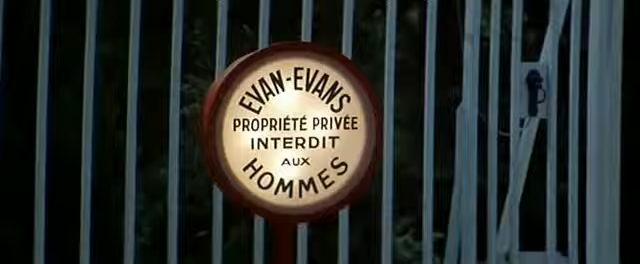 EVAN-EVANS
PROPRIÉTÉ PRIVÉE
INTERDIT
AUX
HOMMES